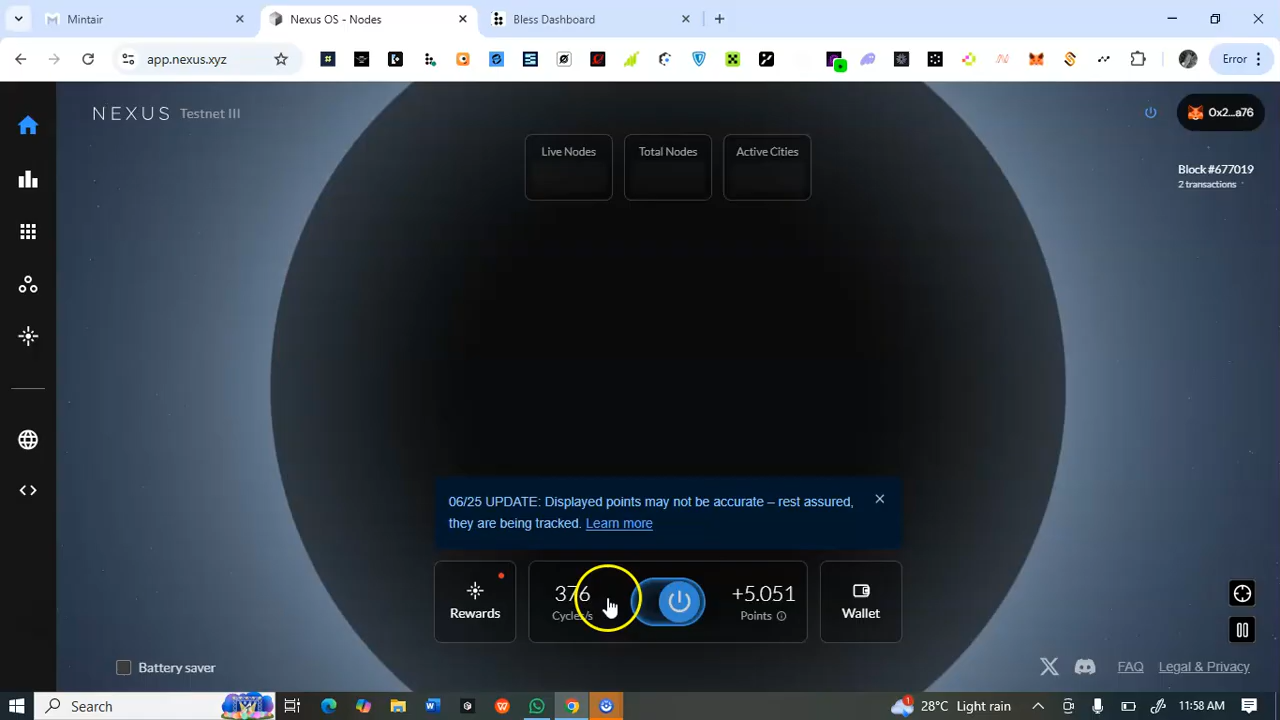 Mintair
Nexus OS - Nodes
Bless Dashboard
app.nexus.xyz
Error
NEXUS Testnet III
0x2...a76
Live Nodes
Total Nodes
Active Cities
Block #677019
2 transactions
06/25 UPDATE: Displayed points may not be accurate – rest assured,
they are being tracked. Learn more
Rewards
376
Cycles/s
+5.051
Points
Wallet
Battery saver
FAQ
Legal & Privacy
Search
1
28°C Light rain
11:58 AM